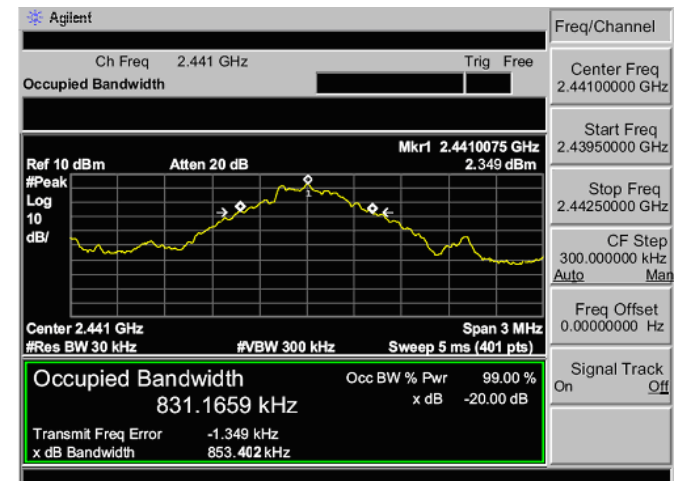 Agilent
Freq/Channel
Ch Freq 2.441 GHz Trig Free
Occupied Bandwidth
Center Freq
2.44100000 GHz
Start Freq
2.43950000 GHz
Stop Freq
2.44250000 GHz
CF Step
300.000000 kHz
Auto Man
Freq Offset
0.00000000 Hz
Signal Track
On Off
Mkr1 2.4410075 GHz
Ref 10 dBm Atten 20 dB 2.349 dBm
#Peak
Log
10
dB/
1
Center 2.441 GHz Span 3 MHz
#Res BW 30 kHz #VBW 300 kHz Sweep 5 ms (401 pts)
Occupied Bandwidth Occ BW % Pwr 99.00 %
831.1659 kHz x dB -20.00 dB
Transmit Freq Error -1.349 kHz
x dB Bandwidth 853.402 kHz